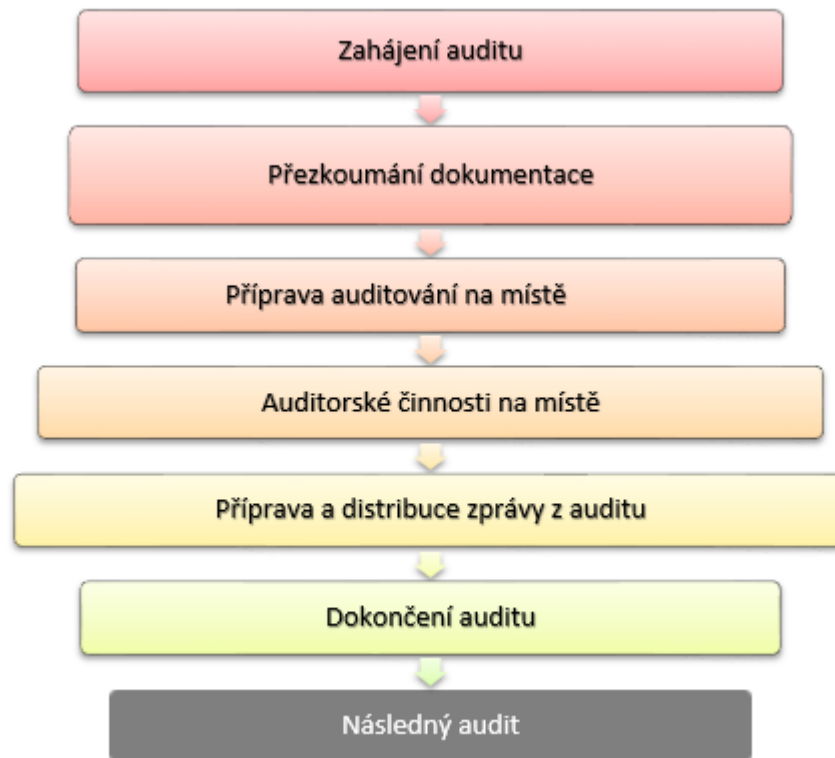 Zahájení auditu
Přezkoumání dokumentace
Příprava auditování na místě
Auditorské činnosti na místě
Příprava a distribuce zprávy z auditu
Dokončení auditu
Následný audit